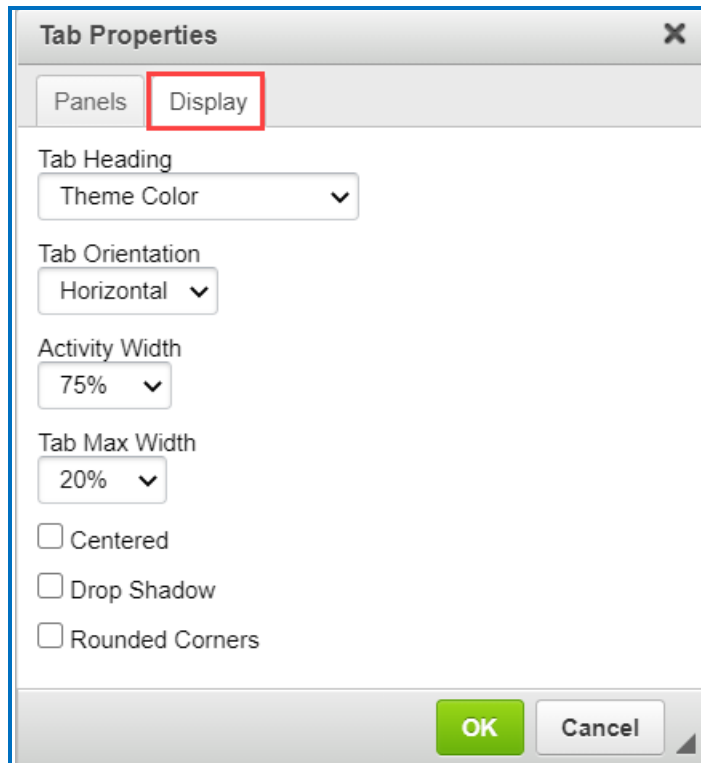 Tab Properties
Panels Display
Tab Heading
Theme Color
Tab Orientation
Horizontal
Activity Width
75%
Tab Max Width
20%
Centered
Drop Shadow
Rounded Corners
OK Cancel